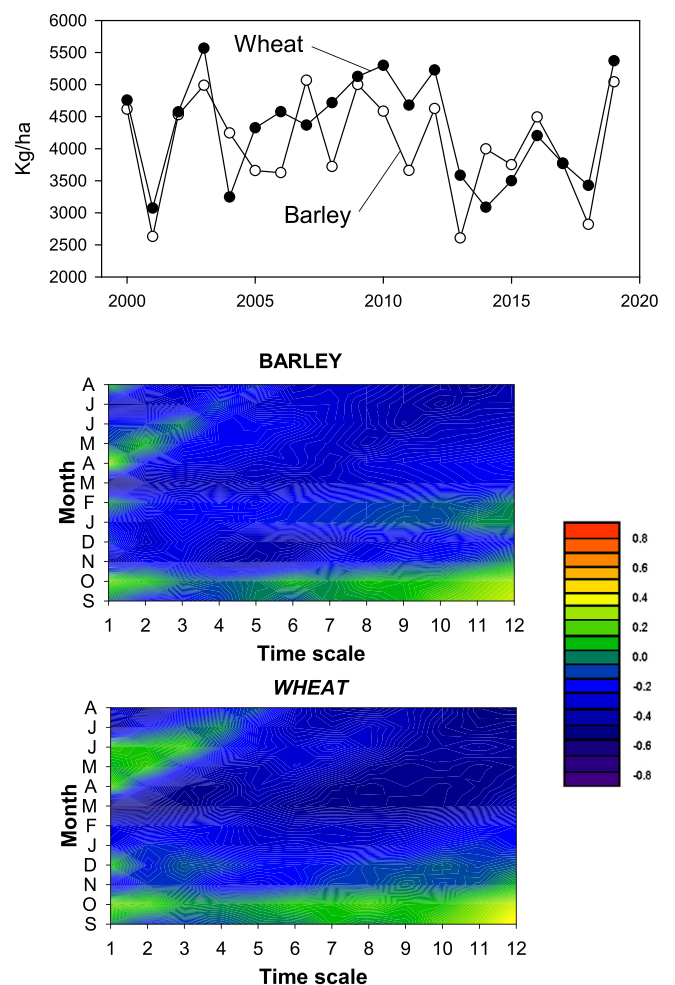 6000
5500
5000
4500
4000
3500
3000
2500
2000
Kg/ha
Wheat
Barley
2000 2005 2010 2015 2020
BARLEY
A
J
J
M
A
M
F
J
D
N
O
S
Month
1 2 3 4 5 6 7 8 9 10 11 12
Time scale
WHEAT
A
J
J
M
A
M
F
J
D
N
O
S
Month
1 2 3 4 5 6 7 8 9 10 11 12
Time scale
0.8
0.6
0.4
0.2
0.0
-0.2
-0.4
-0.6
-0.8